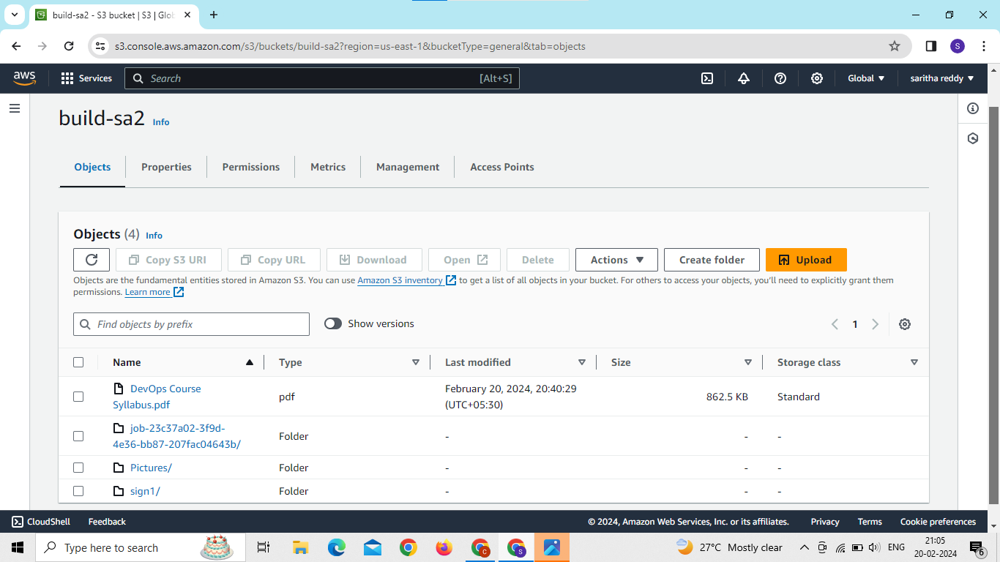 build-sa2 - S3 bucket | S3 | Glob
s3.console.aws.amazon.com/s3/buckets/build-sa2?region=us-east-1&bucketType=general&tab=objects
S
aws
Services
Search
[Alt+S]
Global
saritha reddy
build-sa2 Info
Objects
Properties
Permissions
Metrics
Management
Access Points
Objects (4) Info
Copy S3 URI
Copy URL
Download
Open
Delete
Actions
Create folder
Upload
Objects are the fundamental entities stored in Amazon S3. You can use Amazon S3 inventory to get a list of all objects in your bucket. For others to access your objects, you'll need to explicitly grant them
permissions. Learn more
Find objects by prefix
Show versions
1
Name
Type
Last modified
Size
Storage class
DevOps Course
Syllabus.pdf
pdf
February 20, 2024, 20:40:29
(UTC+05:30)
862.5 KB
Standard
job-23c37a02-3f9d-
4e36-bb87-207fac04643b/
Folder
-
-
-
Pictures/
Folder
-
-
-
sign1/
Folder
-
-
-
CloudShell
Feedback
© 2024, Amazon Web Services, Inc. or its affiliates.
Privacy
Terms
Cookie preferences
Type here to search
C
S
27°C Mostly clear
ENG
21:05
20-02-2024
6